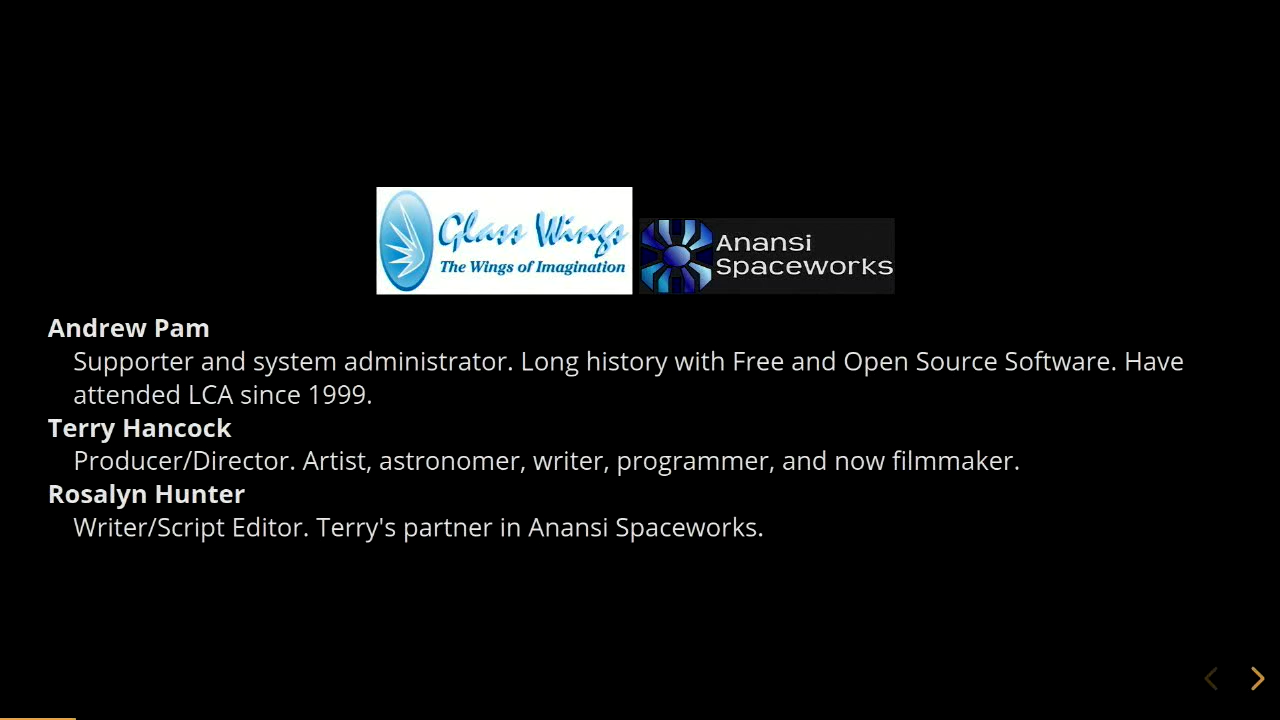 Glass Wings
The Wings of Imagination
Anansi
Spaceworks
Andrew Pam
Supporter and system administrator. Long history with Free and Open Source Software. Have
attended LCA since 1999.
Terry Hancock
Producer/Director. Artist, astronomer, writer, programmer, and now filmmaker.
Rosalyn Hunter
Writer/Script Editor. Terry's partner in Anansi Spaceworks.